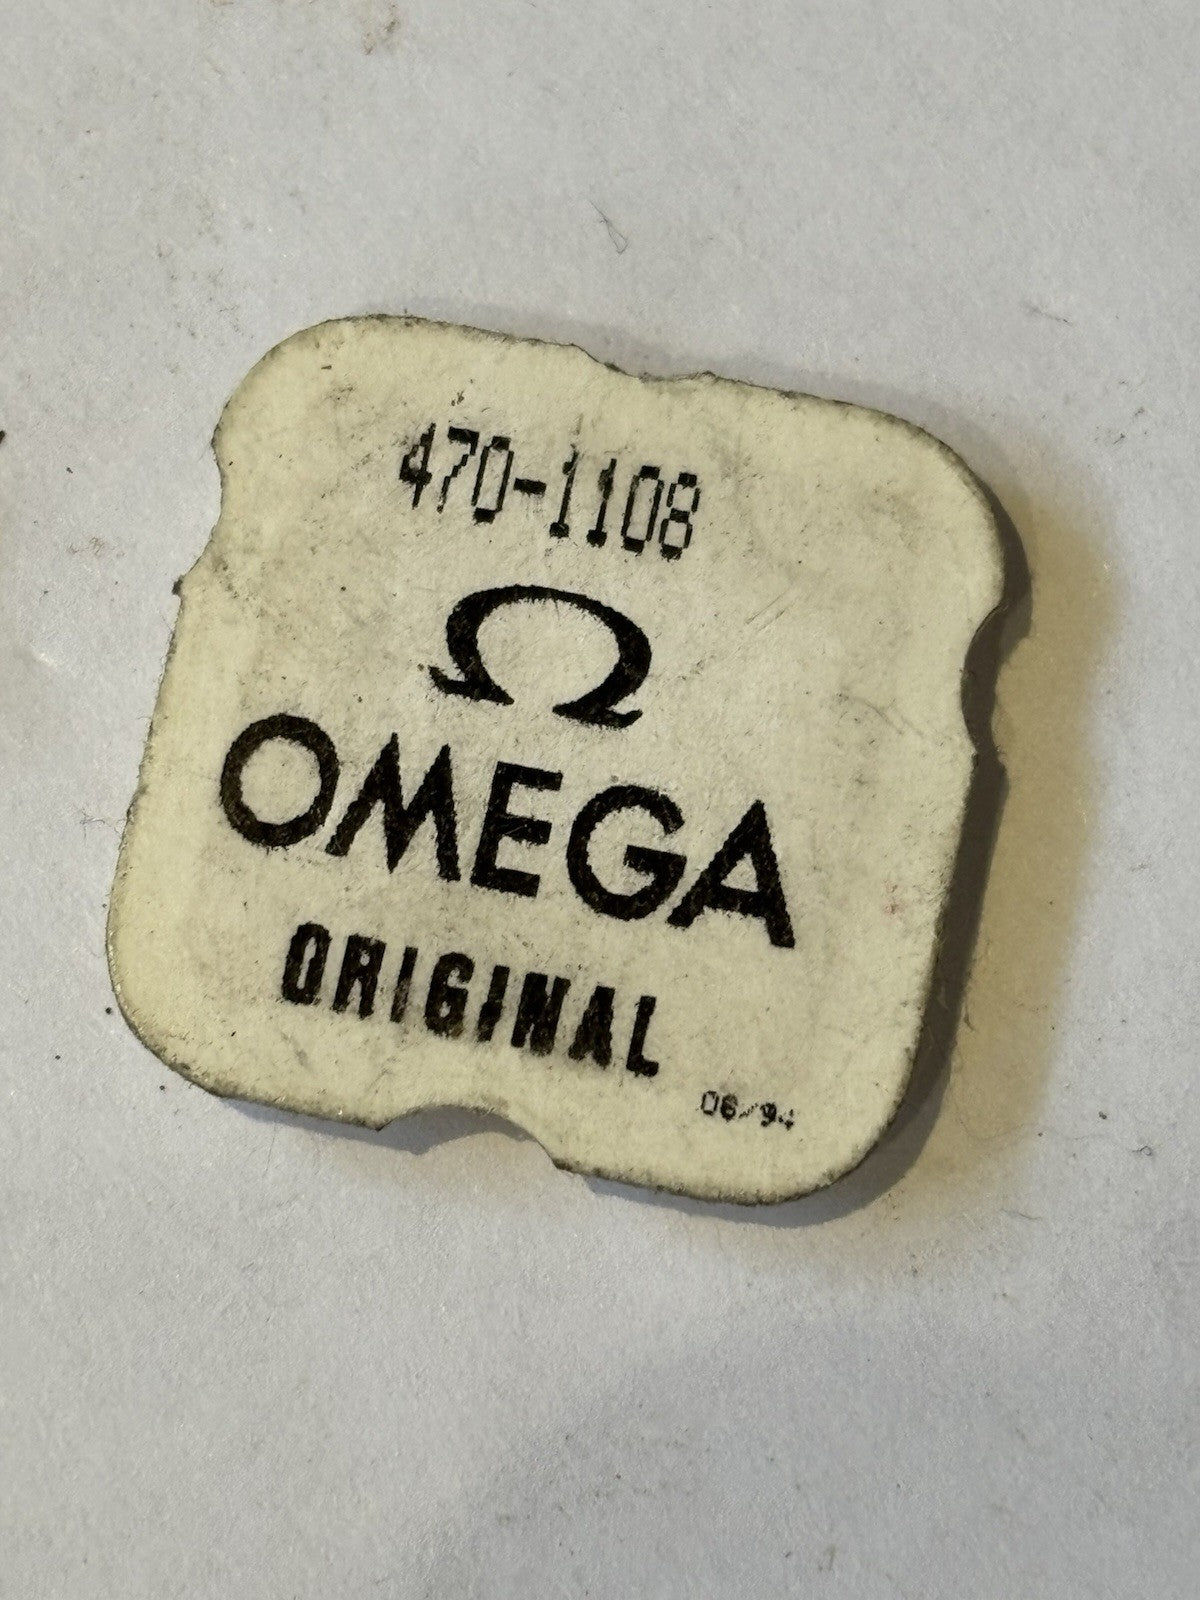 470-1108
Ω
OMEGA
ORIGINAL
06/94